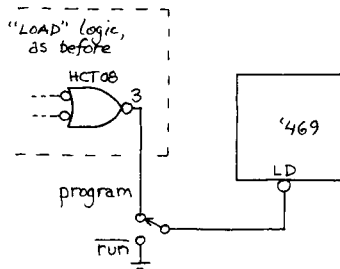 "LOAD" logic,
as before
HCT08
3
'469
LD
program
run